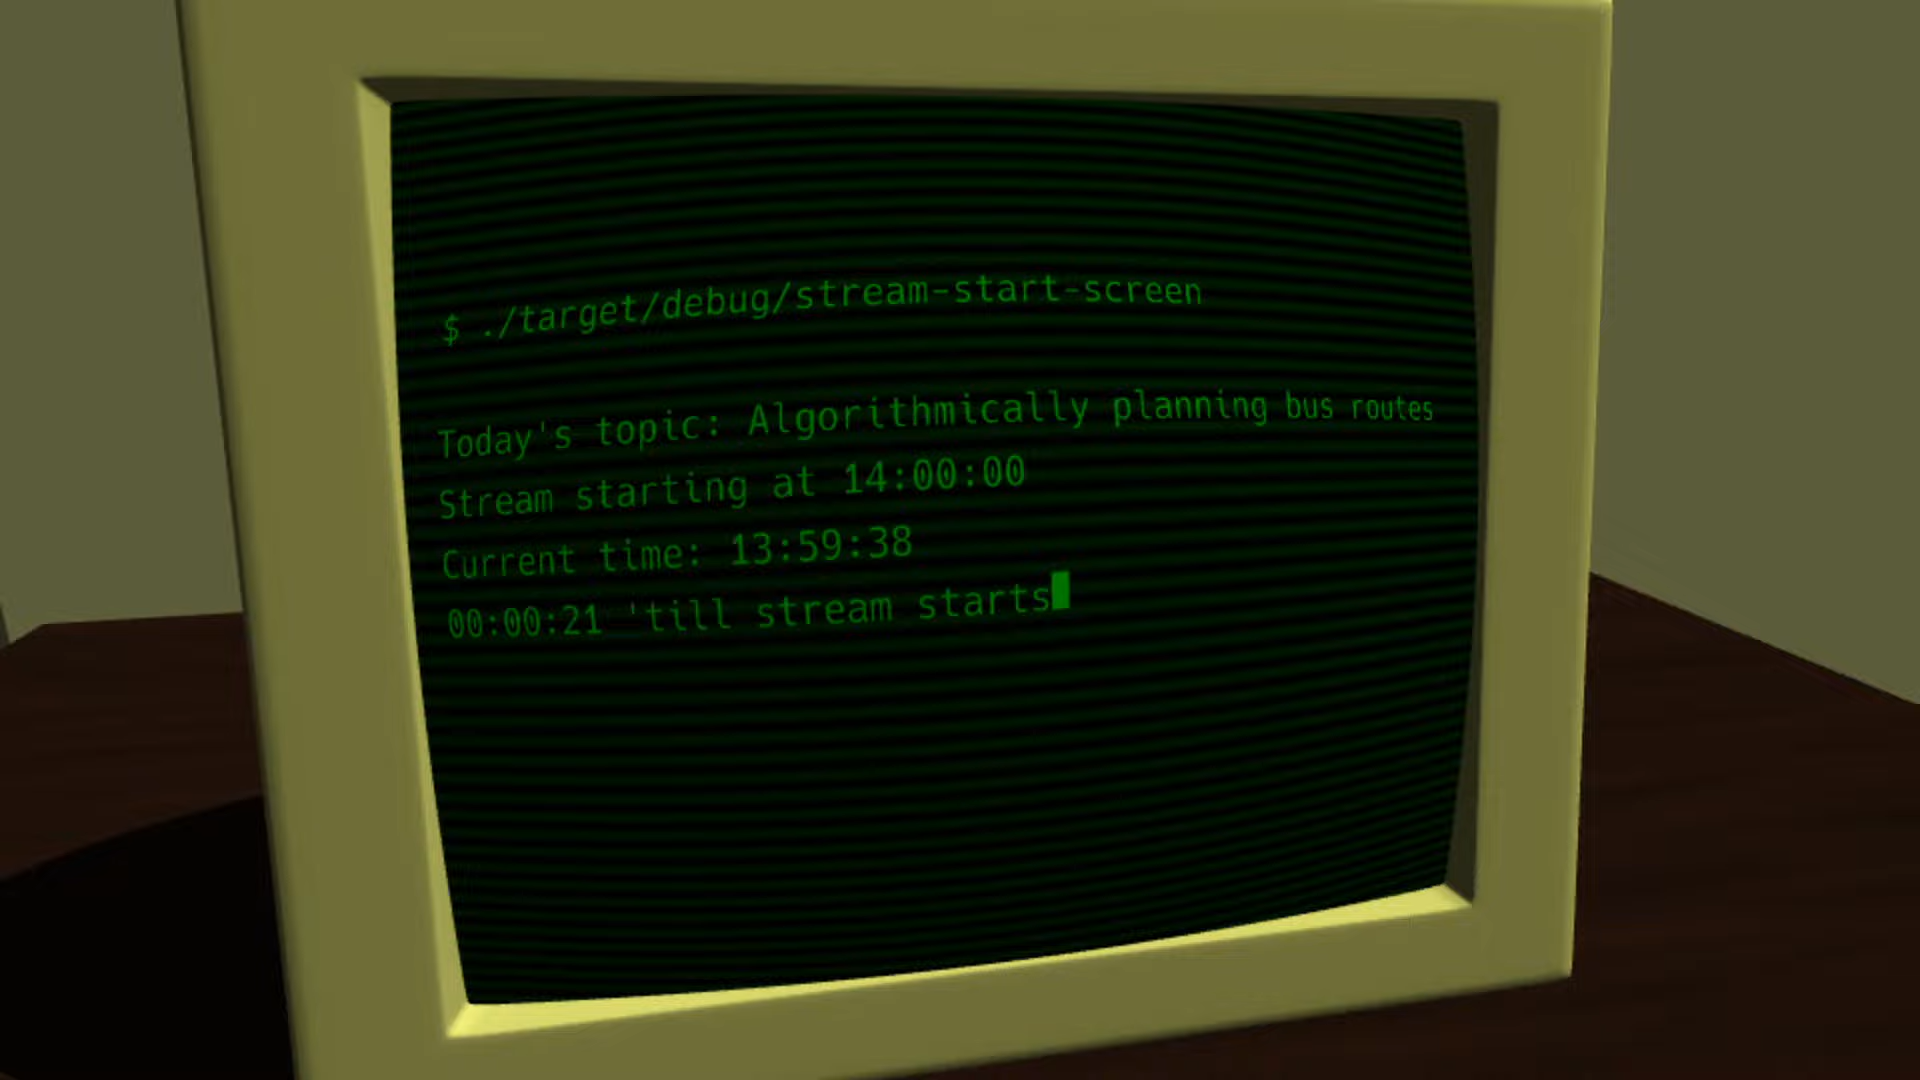 $ ./target/debug/stream-start-screen
Today's topic: Algorithmically planning bus routes
Stream starting at 14:00:00
Current time: 13:59:38
00:00:21 'till stream starts